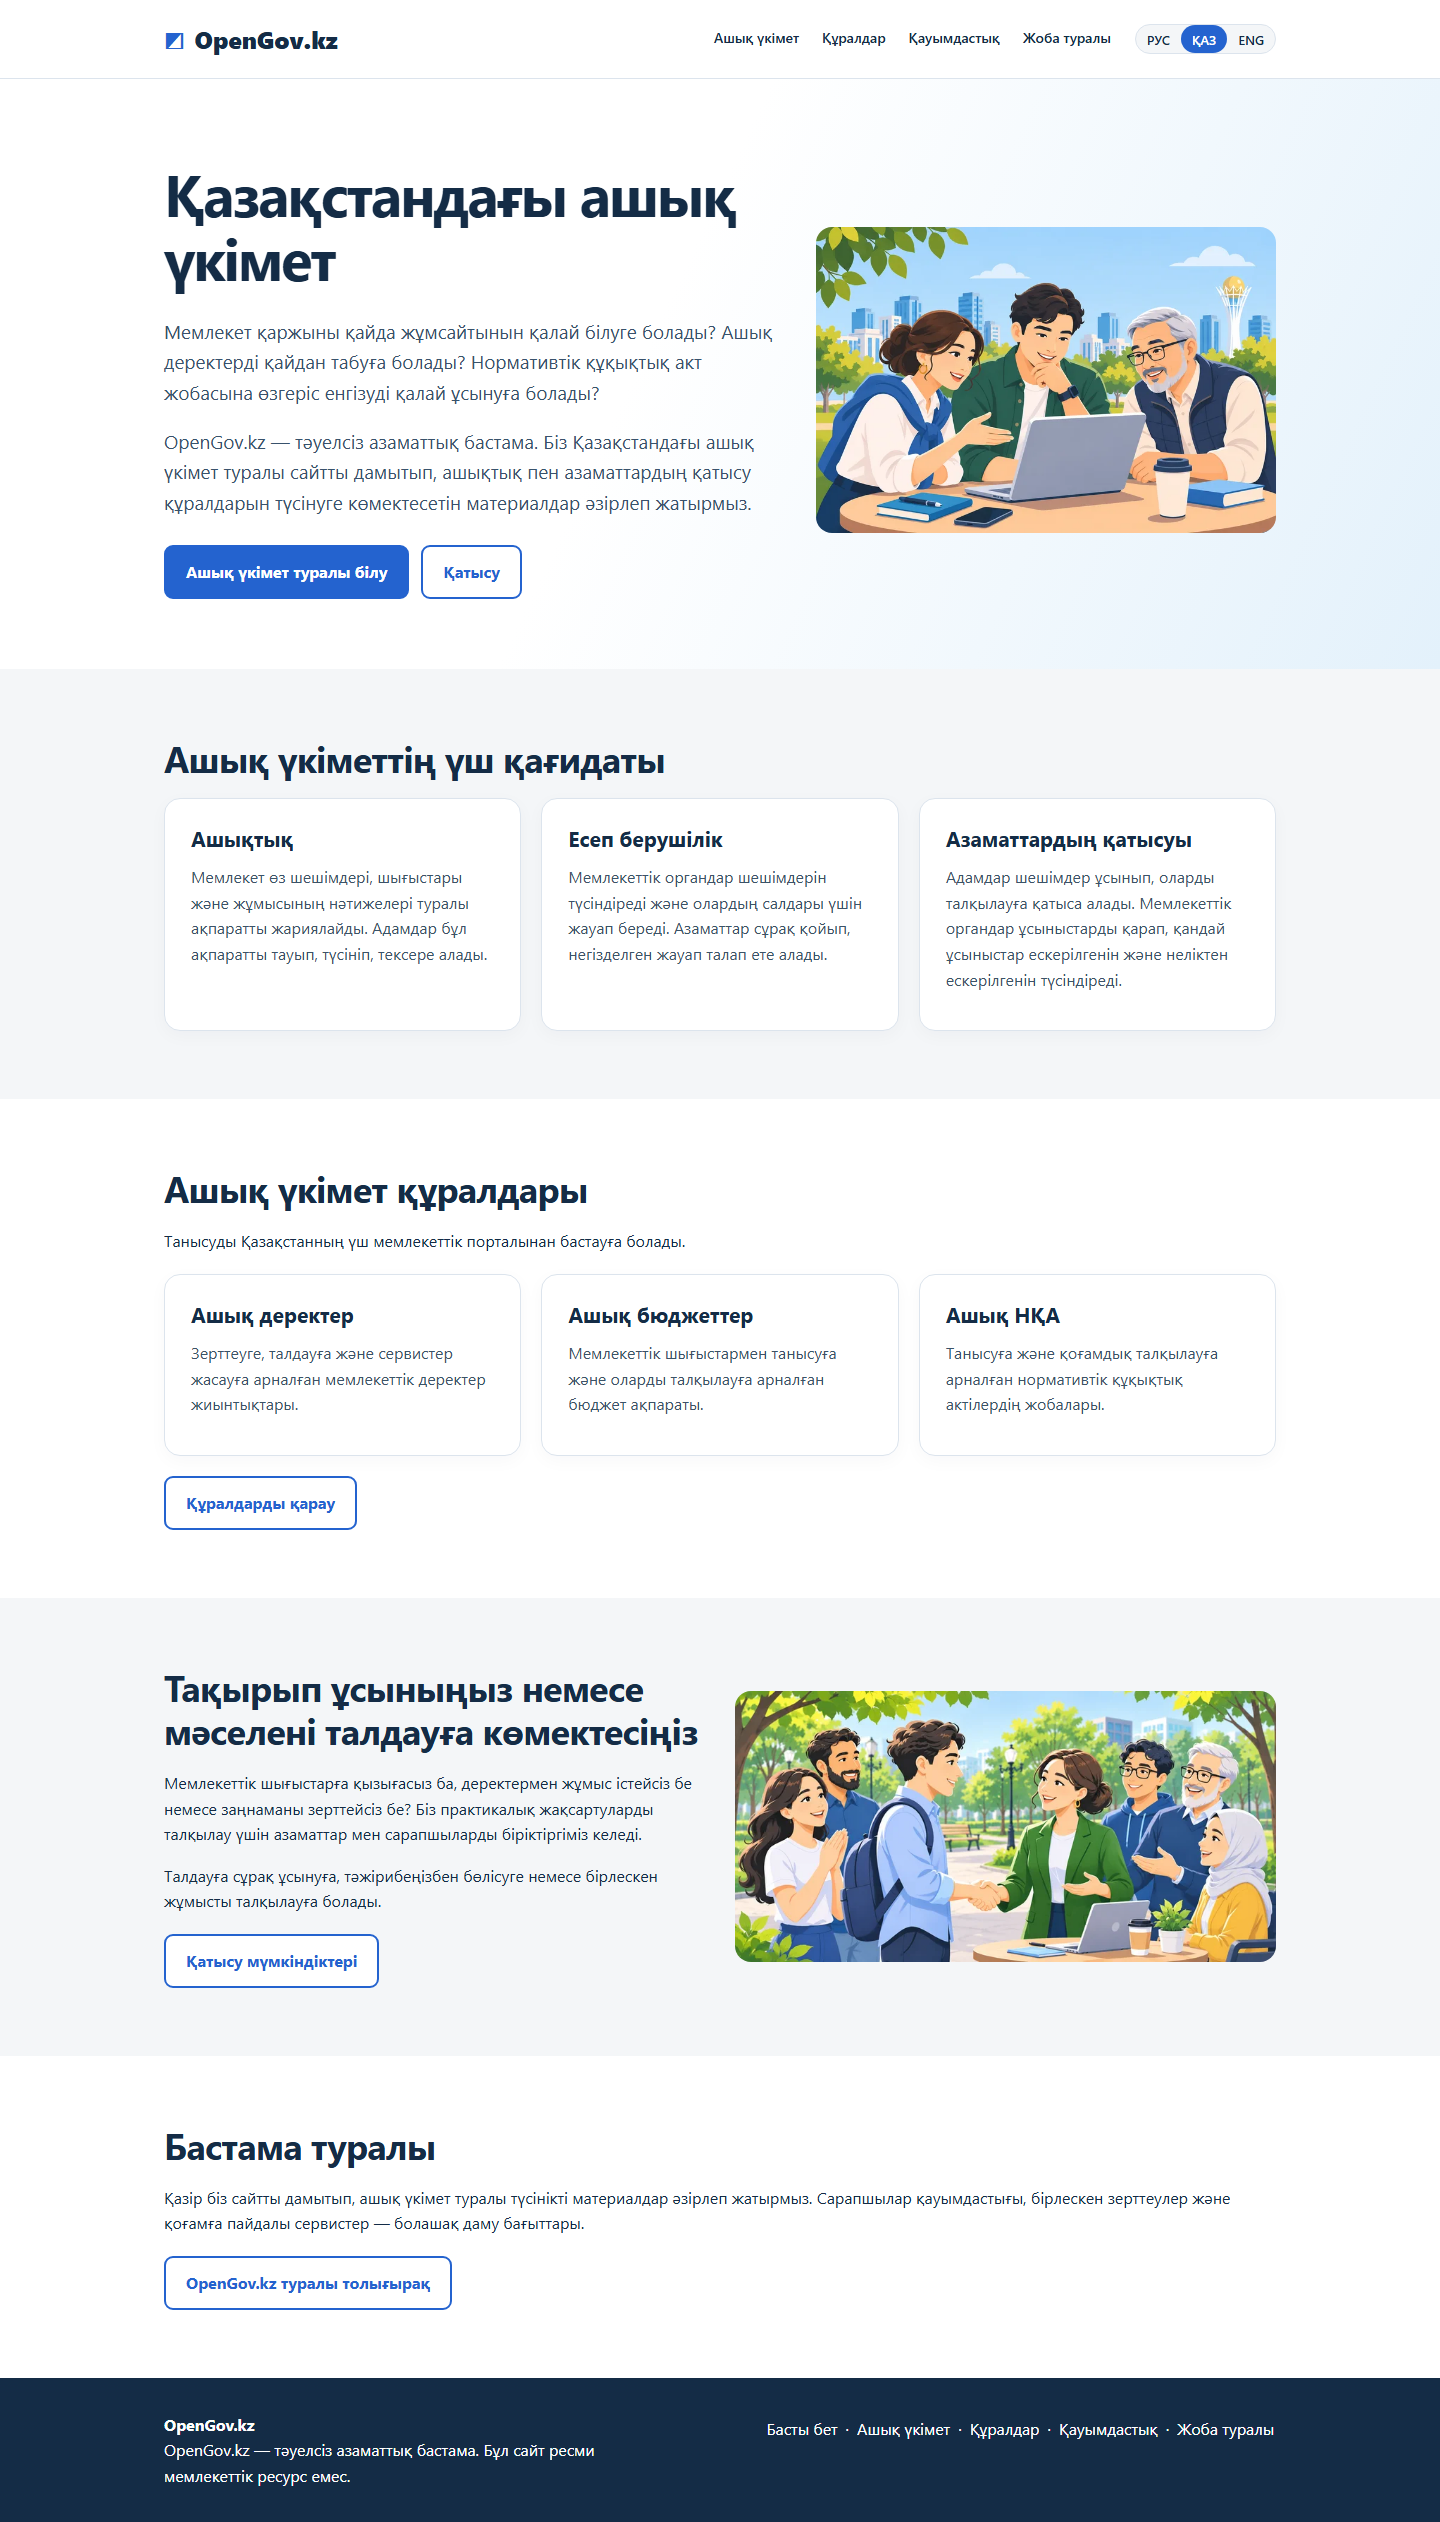 OpenGov.kz
Ашық үкімет
Құралдар
Қауымдастық
Жоба туралы
РУС
ҚАЗ
ENG
Қазақстандағы ашық
үкімет
Мемлекет қаржыны қайда жұмсайтынын қалай білуге болады? Ашық
деректерді қайдан табуға болады? Нормативтік құқықтық акт
жобасына өзгеріс енгізуді қалай ұсынуға болады?
OpenGov.kz — тәуелсіз азаматтық бастама. Біз Қазақстандағы ашық
үкімет туралы сайтты дамытып, ашықтық пен азаматтардың қатысу
құралдарын түсінуге көмектесетін материалдар әзірлеп жатырмыз.
Ашық үкімет туралы білу
Қатысу
Ашық үкіметтің үш қағидаты
Ашықтық
Мемлекет өз шешімдері, шығыстары
және жұмысының нәтижелері туралы
ақпаратты жариялайды. Адамдар бұл
ақпаратты тауып, түсініп, тексере алады.
Есеп берушілік
Мемлекеттік органдар шешімдерін
түсіндіреді және олардың салдары үшін
жауап береді. Азаматтар сұрақ қойып,
негізделген жауап талап ете алады.
Азаматтардың қатысуы
Адамдар шешімдер ұсынып, оларды
талқылауға қатыса алады. Мемлекеттік
органдар ұсыныстарды қарап, қандай
ұсыныстар ескерілгенін және неліктен
ескерілгенін түсіндіреді.
Ашық үкімет құралдары
Танысуды Қазақстанның үш мемлекеттік порталынан бастауға болады.
Ашық деректер
Зерттеуге, талдауға және сервистер
жасауға арналған мемлекеттік деректер
жиынтықтары.
Ашық бюджеттер
Мемлекеттік шығыстармен танысуға
және оларды талқылауға арналған
бюджет ақпараты.
Ашық НҚА
Танысуға және қоғамдық талқылауға
арналған нормативтік құқықтық
актілердің жобалары.
Құралдарды қарау
Тақырып ұсыныңыз немесе
мәселені талдауға көмектесіңіз
Мемлекеттік шығыстарға қызығасыз ба, деректермен жұмыс істейсіз бе
немесе заңнаманы зерттейсіз бе? Біз практикалық жақсартуларды
талқылау үшін азаматтар мен сарапшыларды біріктіргіміз келеді.
Талдауға сұрақ ұсынуға, тәжірибеңізбен бөлісуге немесе бірлескен
жұмысты талқылауға болады.
Қатысу мүмкіндіктері
Бастама туралы
Қазір біз сайтты дамытып, ашық үкімет туралы түсінікті материалдар әзірлеп жатырмыз. Сарапшылар қауымдастығы, бірлескен зерттеулер және
қоғамға пайдалы сервистер — болашақ даму бағыттары.
OpenGov.kz туралы толығырақ
OpenGov.kz
OpenGov.kz — тәуелсіз азаматтық бастама. Бұл сайт ресми
мемлекеттік ресурс емес.
Басты бет · Ашық үкімет · Құралдар · Қауымдастық · Жоба туралы